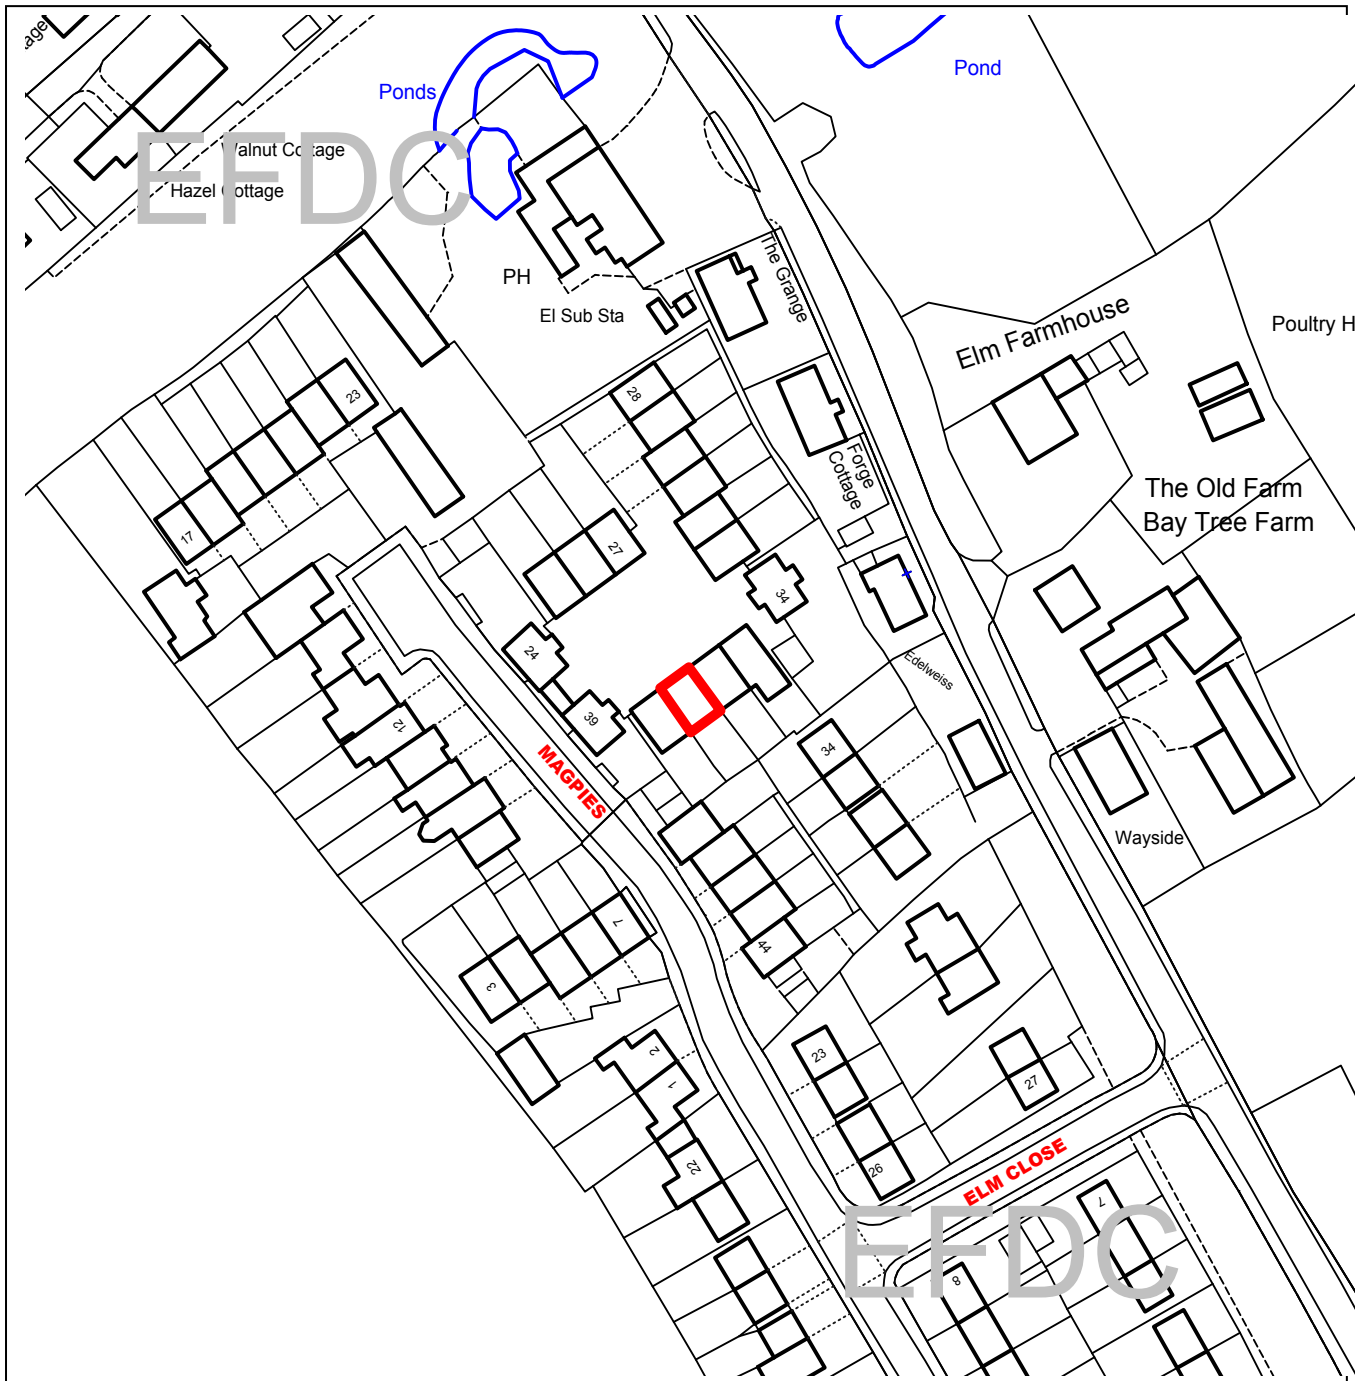 Ponds
Pond
EFDC
Walnut Cottage
Hazel Cottage
PH
El Sub Sta
The Grange
Elm Farmhouse
Poultry H
23
28
Forge
Cottage
The Old Farm
Bay Tree Farm
17
27
34
24
Edelweiss
39
12
34
MAGPIES
Wayside
7
44
3
23
2
1
27
22
26
ELM CLOSE
7
EFDC
8